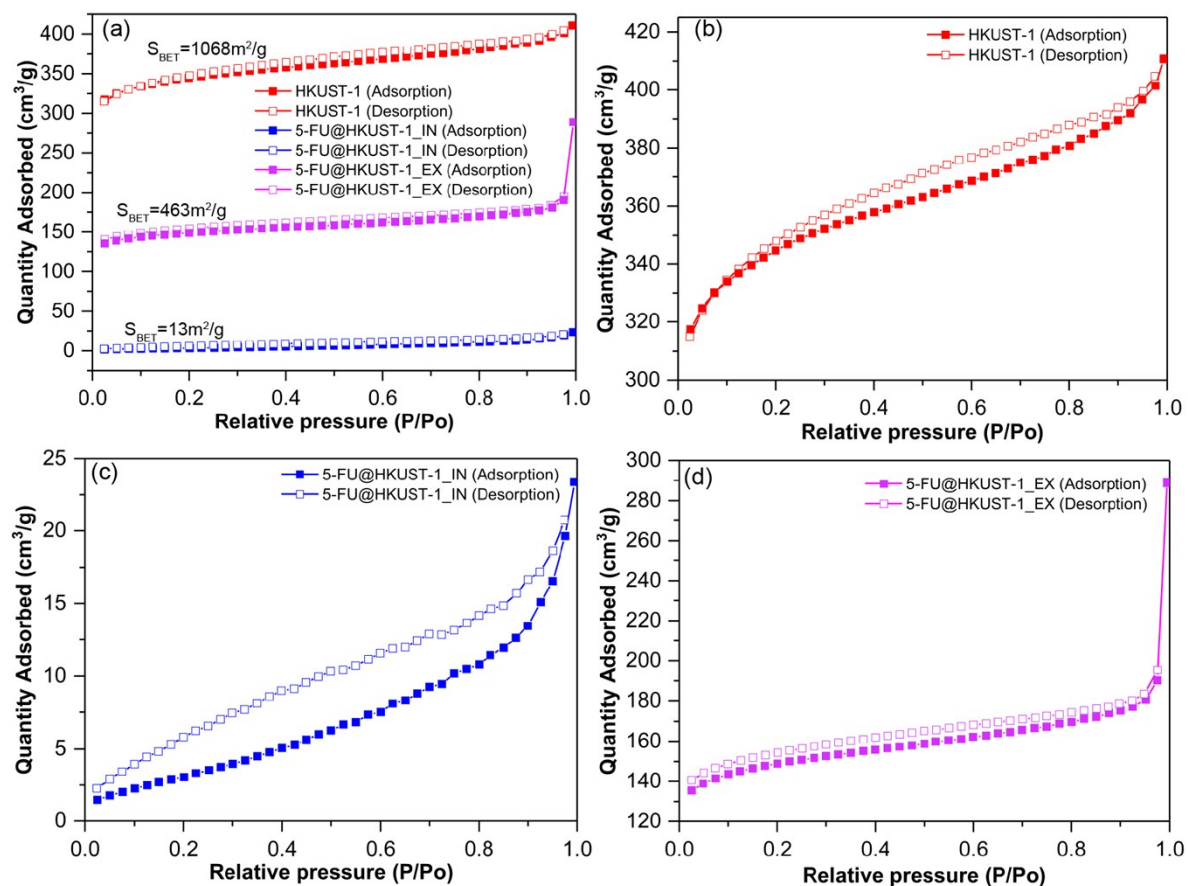 (a)
S_BET=1068m²/g
HKUST-1 (Adsorption)
HKUST-1 (Desorption)
5-FU@HKUST-1_IN (Adsorption)
5-FU@HKUST-1_IN (Desorption)
5-FU@HKUST-1_EX (Adsorption)
5-FU@HKUST-1_EX (Desorption)
S_BET=463m²/g
S_BET=13m²/g
Quantity Adsorbed (cm³/g)
400
350
300
250
200
150
100
50
0
0.0 0.2 0.4 0.6 0.8 1.0
Relative pressure (P/Po)
(b)
HKUST-1 (Adsorption)
HKUST-1 (Desorption)
Quantity Adsorbed (cm³/g)
420
400
380
360
340
320
300
0.0 0.2 0.4 0.6 0.8 1.0
Relative pressure (P/Po)
(c)
5-FU@HKUST-1_IN (Adsorption)
5-FU@HKUST-1_IN (Desorption)
Quantity Adsorbed (cm³/g)
25
20
15
10
5
0
0.0 0.2 0.4 0.6 0.8 1.0
Relative pressure (P/Po)
(d)
5-FU@HKUST-1_EX (Adsorption)
5-FU@HKUST-1_EX (Desorption)
Quantity Adsorbed (cm³/g)
300
280
260
240
220
200
180
160
140
120
0.0 0.2 0.4 0.6 0.8 1.0
Relative pressure (P/Po)